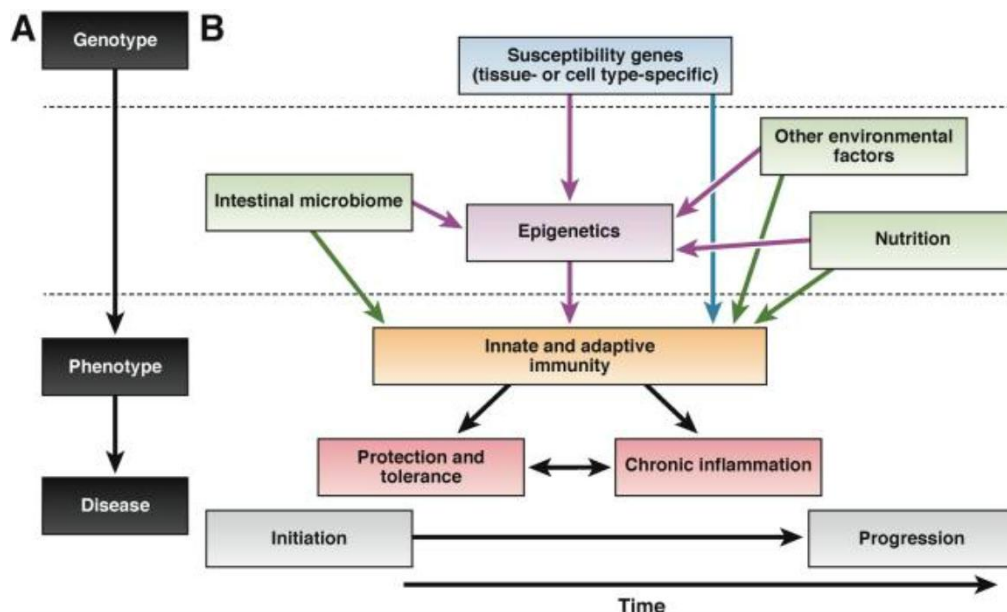 A
Genotype
B
Susceptibility genes
(tissue- or cell type-specific)
Other environmental
factors
Intestinal microbiome
Epigenetics
Nutrition
Innate and adaptive
immunity
Phenotype
Protection and
tolerance
Chronic inflammation
Disease
Initiation
Progression
Time